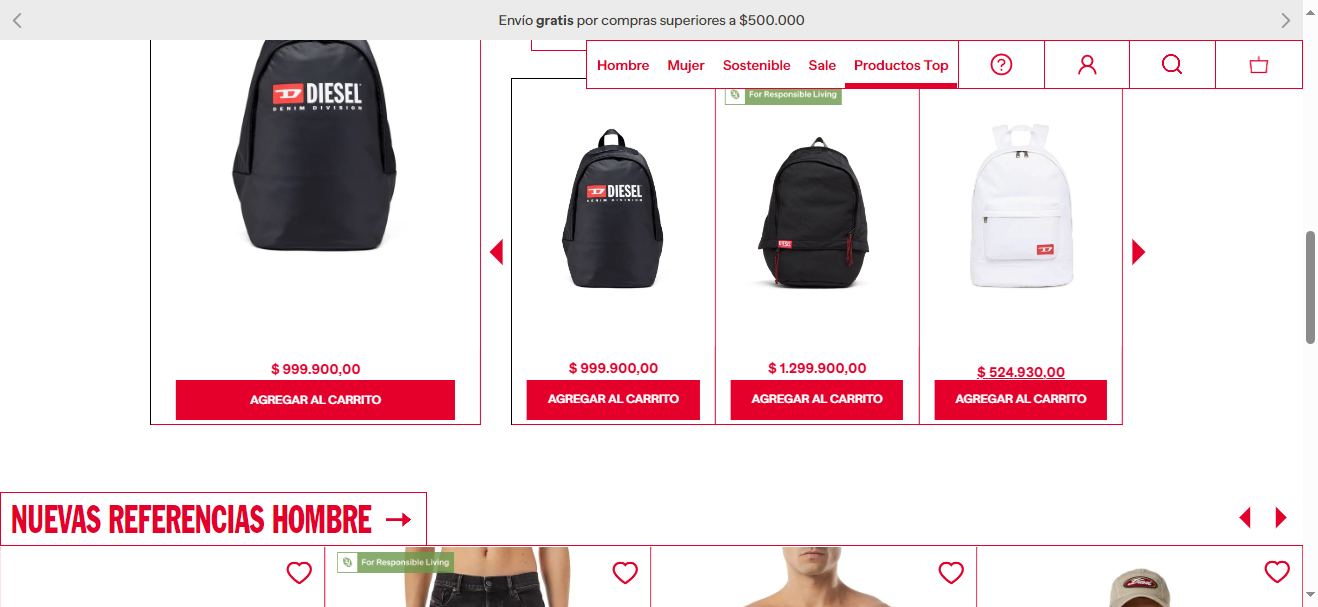 Envío gratis por compras superiores a $500.000
Hombre Mujer Sostenible Sale Productos Top
DIESEL
DENIM DIVISION
For Responsible Living
DIESEL
DENIM DIVISION
DIESEL
$ 999.900,00
AGREGAR AL CARRITO
$ 999.900,00
AGREGAR AL CARRITO
$ 1.299.900,00
AGREGAR AL CARRITO
$ 524.930,00
AGREGAR AL CARRITO
NUEVAS REFERENCIAS HOMBRE
For Responsible Living